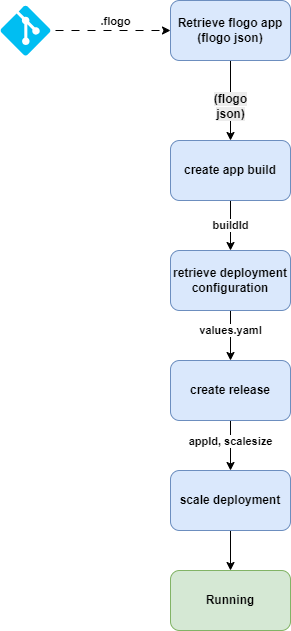 .flogo
Retrieve flogo app
(flogo json)
(flogo
json)
create app build
buildId
retrieve deployment
configuration
values.yaml
create release
appId, scalesize
scale deployment
Running